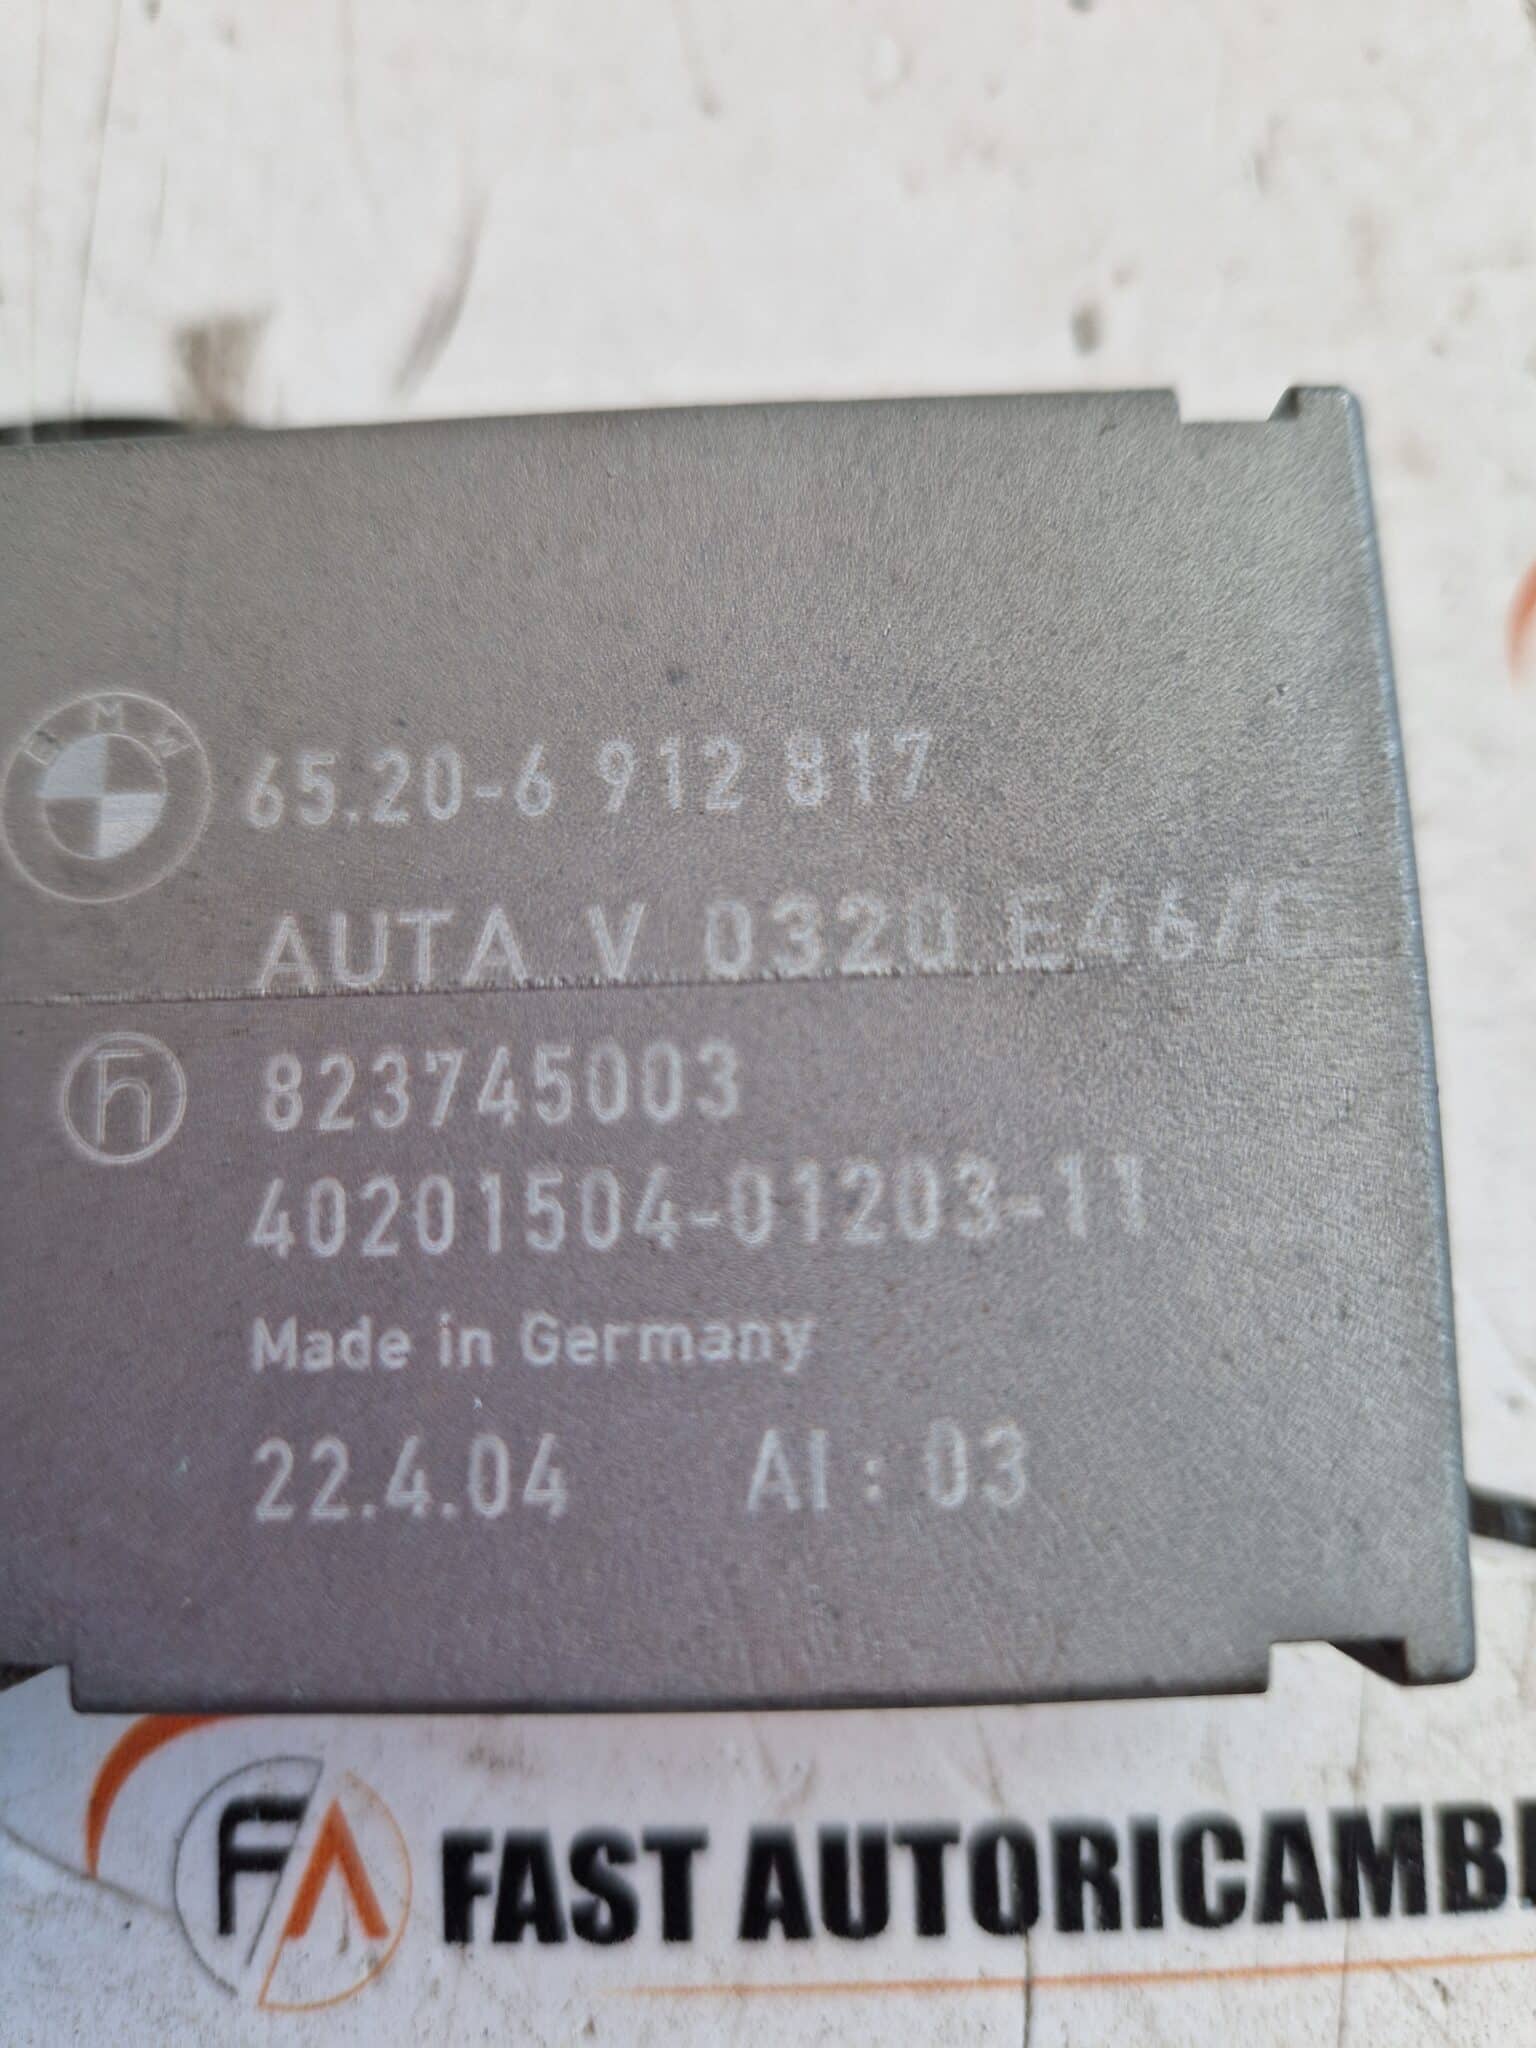 BMW
65.20-6 912 817
AUTA V 0320 E46/C
h
823745003
40201504-01203-11
Made in Germany
22.4.04 AI : 03
FA
FAST AUTORICAMBI